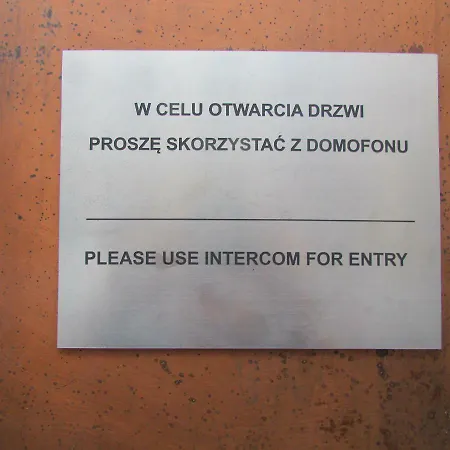 W CELU OTWARCIA DRZWI
PROSZĘ SKORZYSTAĆ Z DOMOFONU
PLEASE USE INTERCOM FOR ENTRY